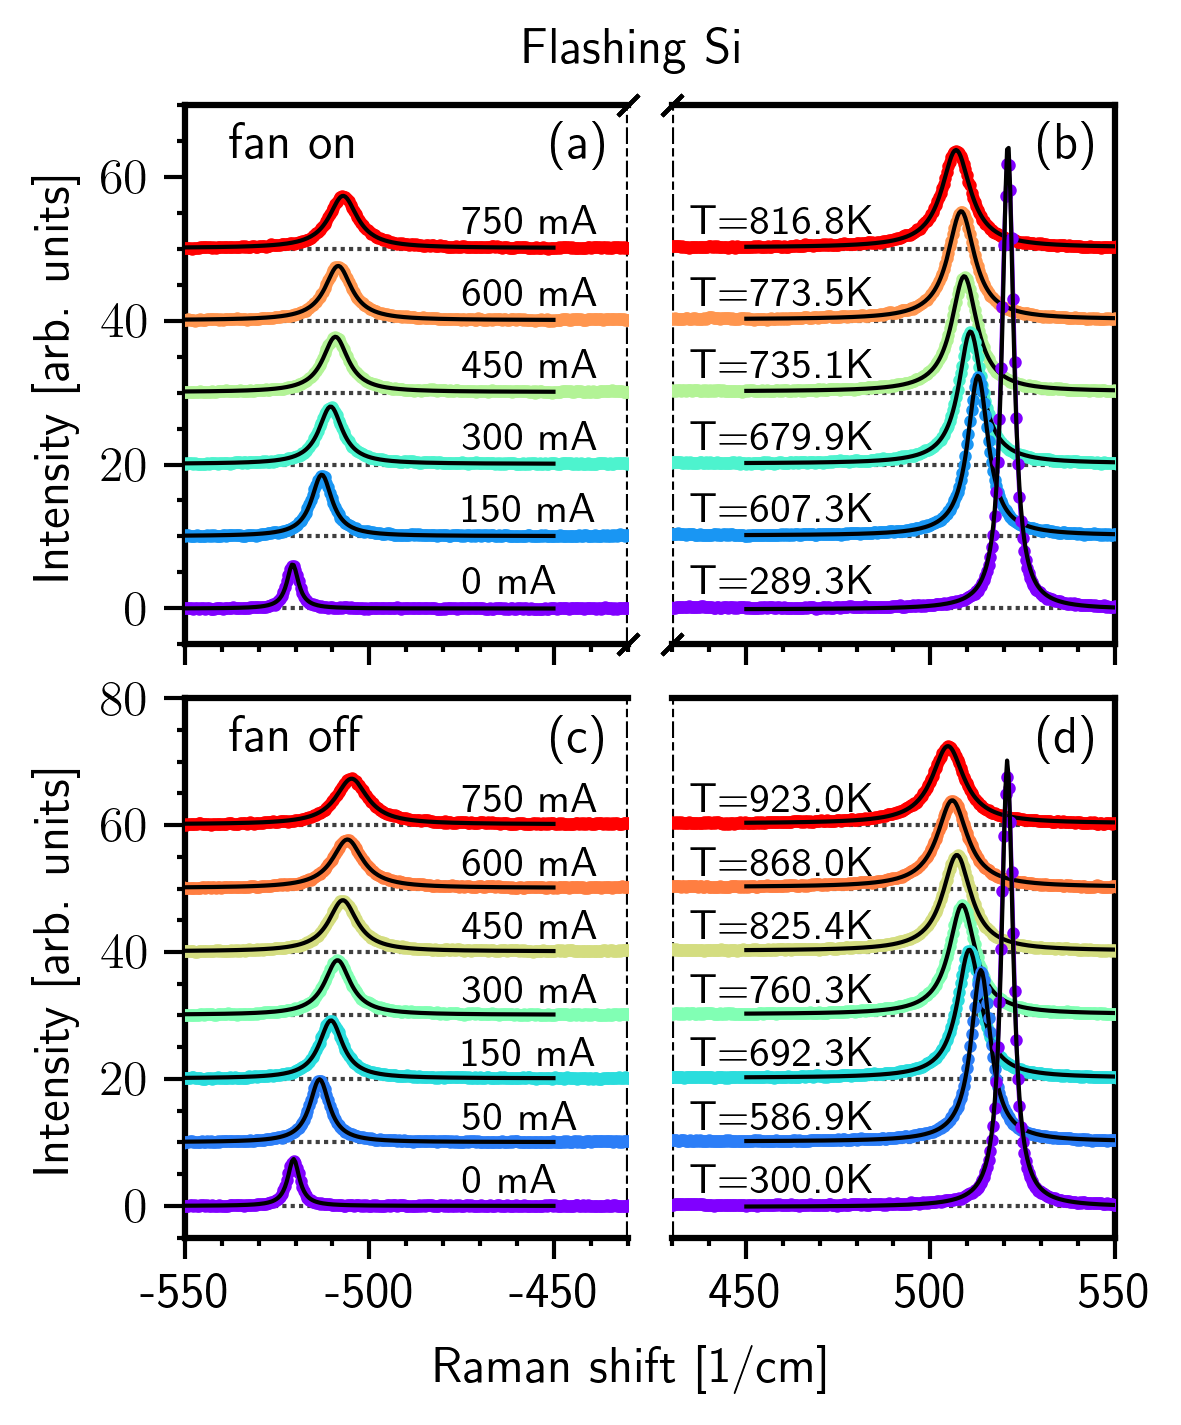 Flashing Si
fan on (a) (b)
60
750 mA T=816.8K
600 mA T=773.5K
40
450 mA T=735.1K
300 mA T=679.9K
20
150 mA T=607.3K
0 mA T=289.3K
0
Intensity [arb. units]
80
fan off (c) (d)
750 mA T=923.0K
60
600 mA T=868.0K
450 mA T=825.4K
40
300 mA T=760.3K
150 mA T=692.3K
20
50 mA T=586.9K
0 mA T=300.0K
0
Intensity [arb. units]
-550 -500 -450 450 500 550
Raman shift [1/cm]